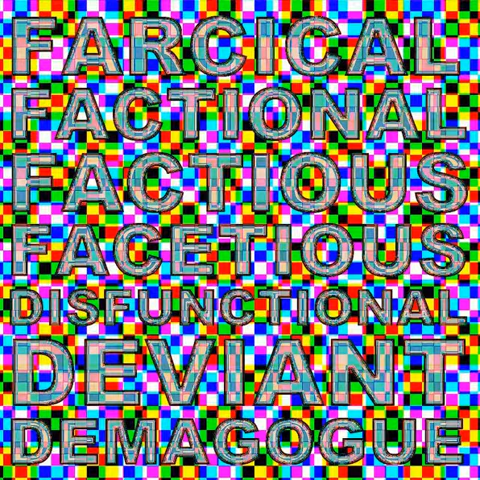 FARCICAL
FACTIONAL
FACTIOUS
FACETIOUS
DISFUNCTIONAL
DEVIANT
DEMAGOGUE